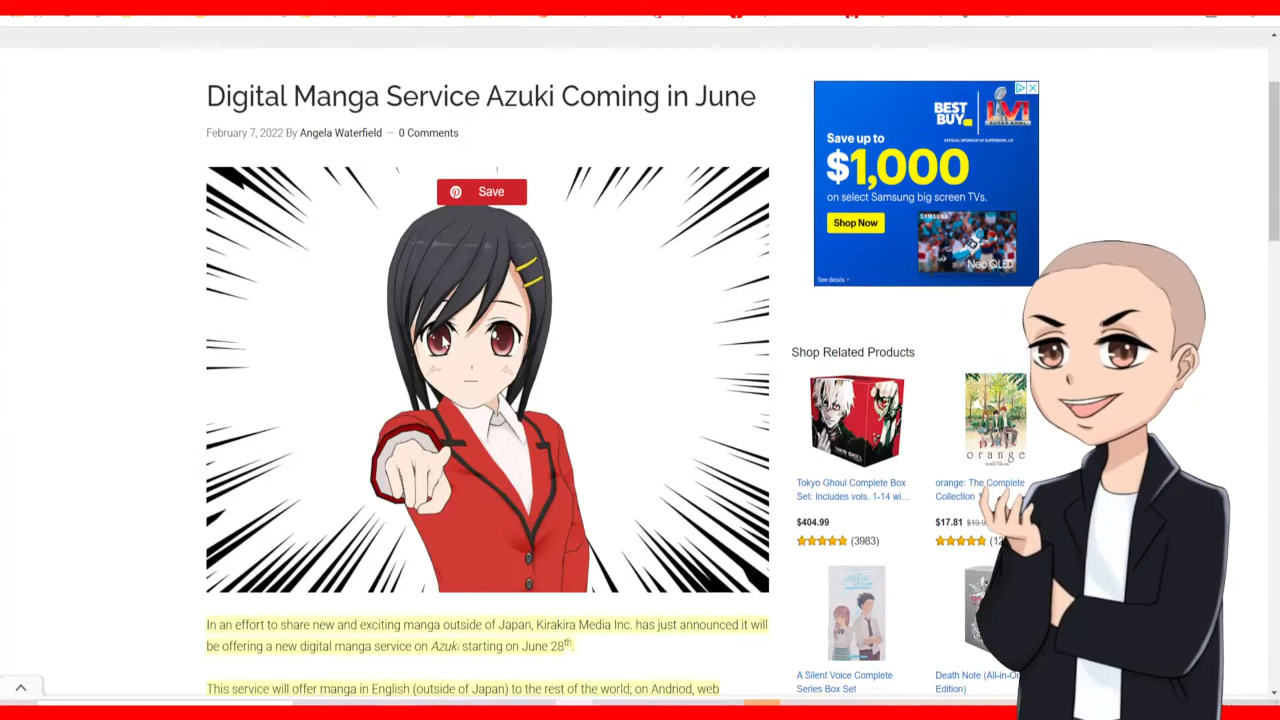 Digital Manga Service Azuki Coming in June
February 7, 2022 By Angela Waterfield — 0 Comments
Save
In an effort to share new and exciting manga outside of Japan, Kirakira Media Inc. has just announced it will
be offering a new digital manga service on Azuki starting on June 28th.
This service will offer manga in English (outside of Japan) to the rest of the world; on Andriod, web
BEST BUY
LVI
Save up to
$1,000
on select Samsung big screen TVs.
Shop Now
SAMSUNG
Neo QLED
See details
Shop Related Products
TOKYO GHOUL
orange
Tokyo Ghoul Complete Box
Set: Includes vols. 1-14 wi...
$404.99
(3983)
orange: The Complete
Collection
$17.81
A Silent Voice Complete
Series Box Set
Death Note (All-in-
Edition)